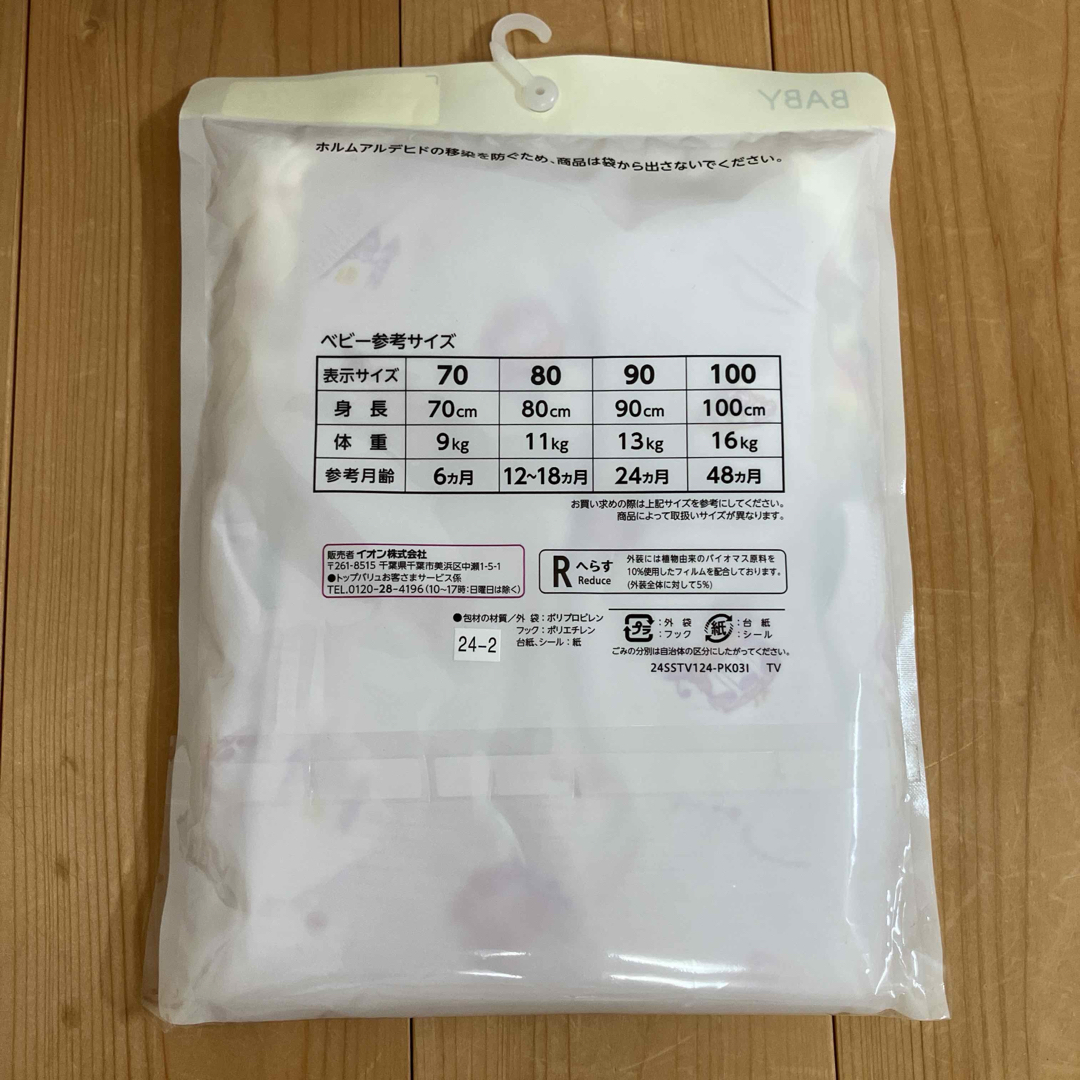 BABY
ホルムアルデヒドの移染を防ぐため、商品は袋から出さないでください。
ベビー参考サイズ
表示サイズ 70 80 90 100
身長 70cm 80cm 90cm 100cm
体重 9kg 11kg 13kg 16kg
参考月齢 6カ月 12~18カ月 24カ月 48カ月
お買い求めの際は上記サイズを参考にしてください。
商品によって取扱いサイズが異なります。
販売者 イオン株式会社
〒261-8515 千葉県千葉市美浜区中瀬1-5-1
●トップバリュお客さまサービス係
TEL.0120-28-4196(10~17時:日曜日は除く)
R へらす
Reduce
外装には植物由来のバイオマス原料を
10%使用したフィルムを配合しております。
(外装全体に対して5%)
●包材の材質/外 袋:ポリプロピレン
フック:ポリエチレン
台紙、シール:紙
24-2
プラ :外 袋
:フック
紙 :台 紙
:シール
ごみの分別は自治体の区分にしたがってください。
24SSTV124-PK03I TV